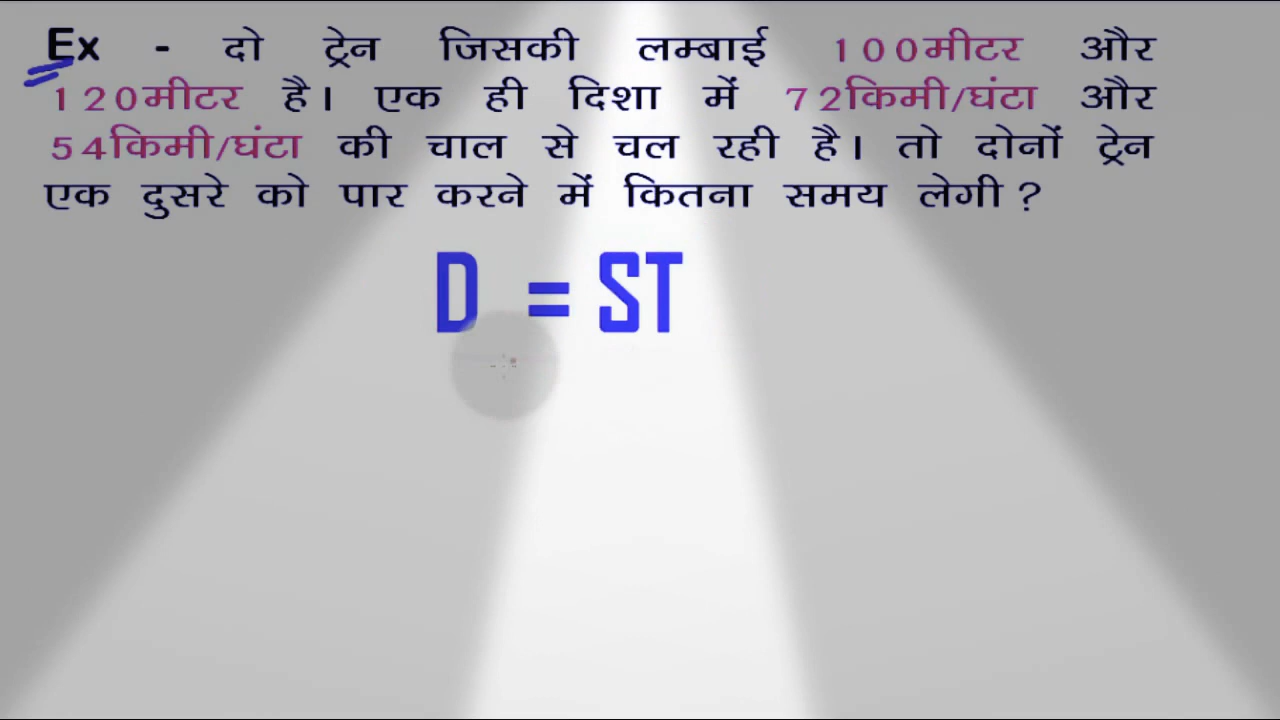 Ex - दो ट्रेन जिसकी लम्बाई 100मीटर और
120मीटर है। एक ही दिशा में 72किमी/घंटा और
54किमी/घंटा की चाल से चल रही है। तो दोनों ट्रेन
एक दुसरे को पार करने में कितना समय लेगी ?
D = ST